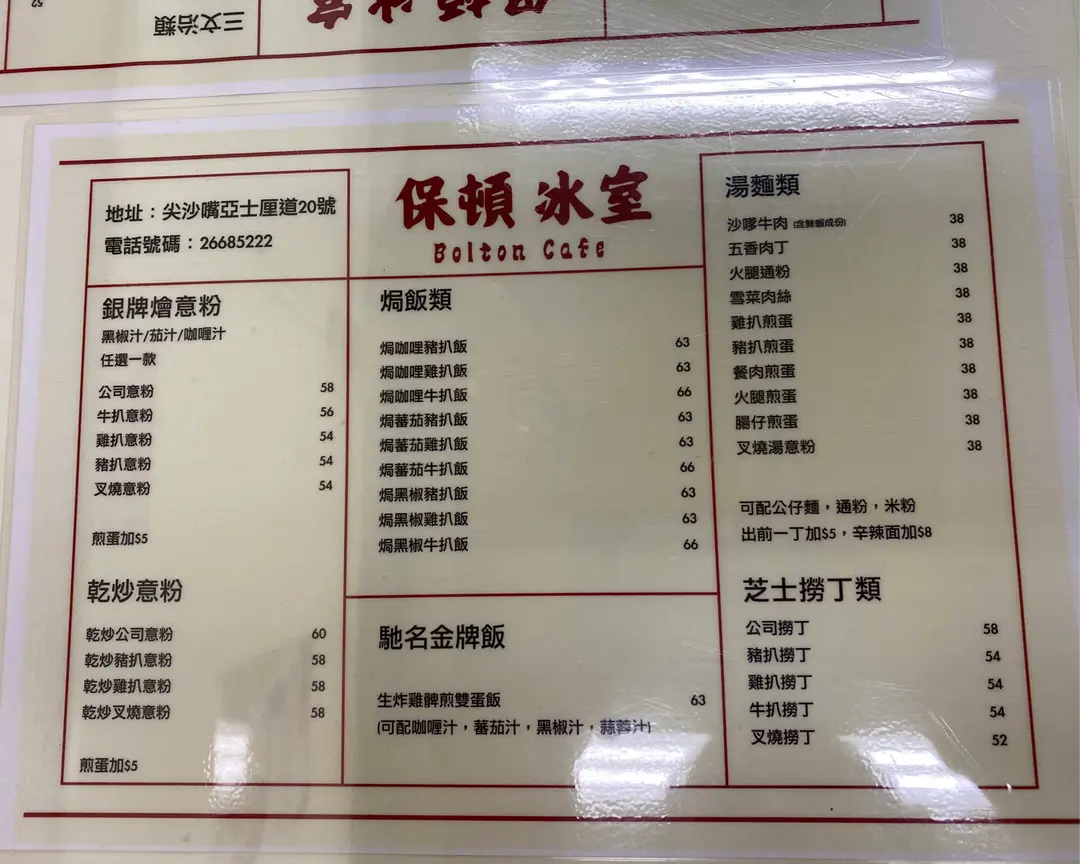 52
三文治類
保頓冰室
地址：尖沙嘴亞士厘道20號
電話號碼：26685222
保頓冰室
Bolton Cafe
銀牌燴意粉
黑椒汁/茄汁/咖喱汁
任選一款
公司意粉 58
牛扒意粉 56
雞扒意粉 54
豬扒意粉 54
叉燒意粉 54
煎蛋加$5
乾炒意粉
乾炒公司意粉 60
乾炒豬扒意粉 58
乾炒雞扒意粉 58
乾炒叉燒意粉 58
煎蛋加$5
焗飯類
焗咖哩豬扒飯 63
焗咖哩雞扒飯 63
焗咖哩牛扒飯 66
焗蕃茄豬扒飯 63
焗蕃茄雞扒飯 63
焗蕃茄牛扒飯 66
焗黑椒豬扒飯 63
焗黑椒雞扒飯 63
焗黑椒牛扒飯 66
馳名金牌飯
生炸雞髀煎雙蛋飯 63
(可配咖喱汁，蕃茄汁，黑椒汁，蒜蓉汁)
湯麵類
沙嗲牛肉 (含鮮蝦成份) 38
五香肉丁 38
火腿通粉 38
雪菜肉絲 38
雞扒煎蛋 38
豬扒煎蛋 38
餐肉煎蛋 38
火腿煎蛋 38
腸仔煎蛋 38
叉燒湯意粉 38
可配公仔麵，通粉，米粉
出前一丁加$5，辛辣面加$8
芝士撈丁類
公司撈丁 58
豬扒撈丁 54
雞扒撈丁 54
牛扒撈丁 54
叉燒撈丁 52